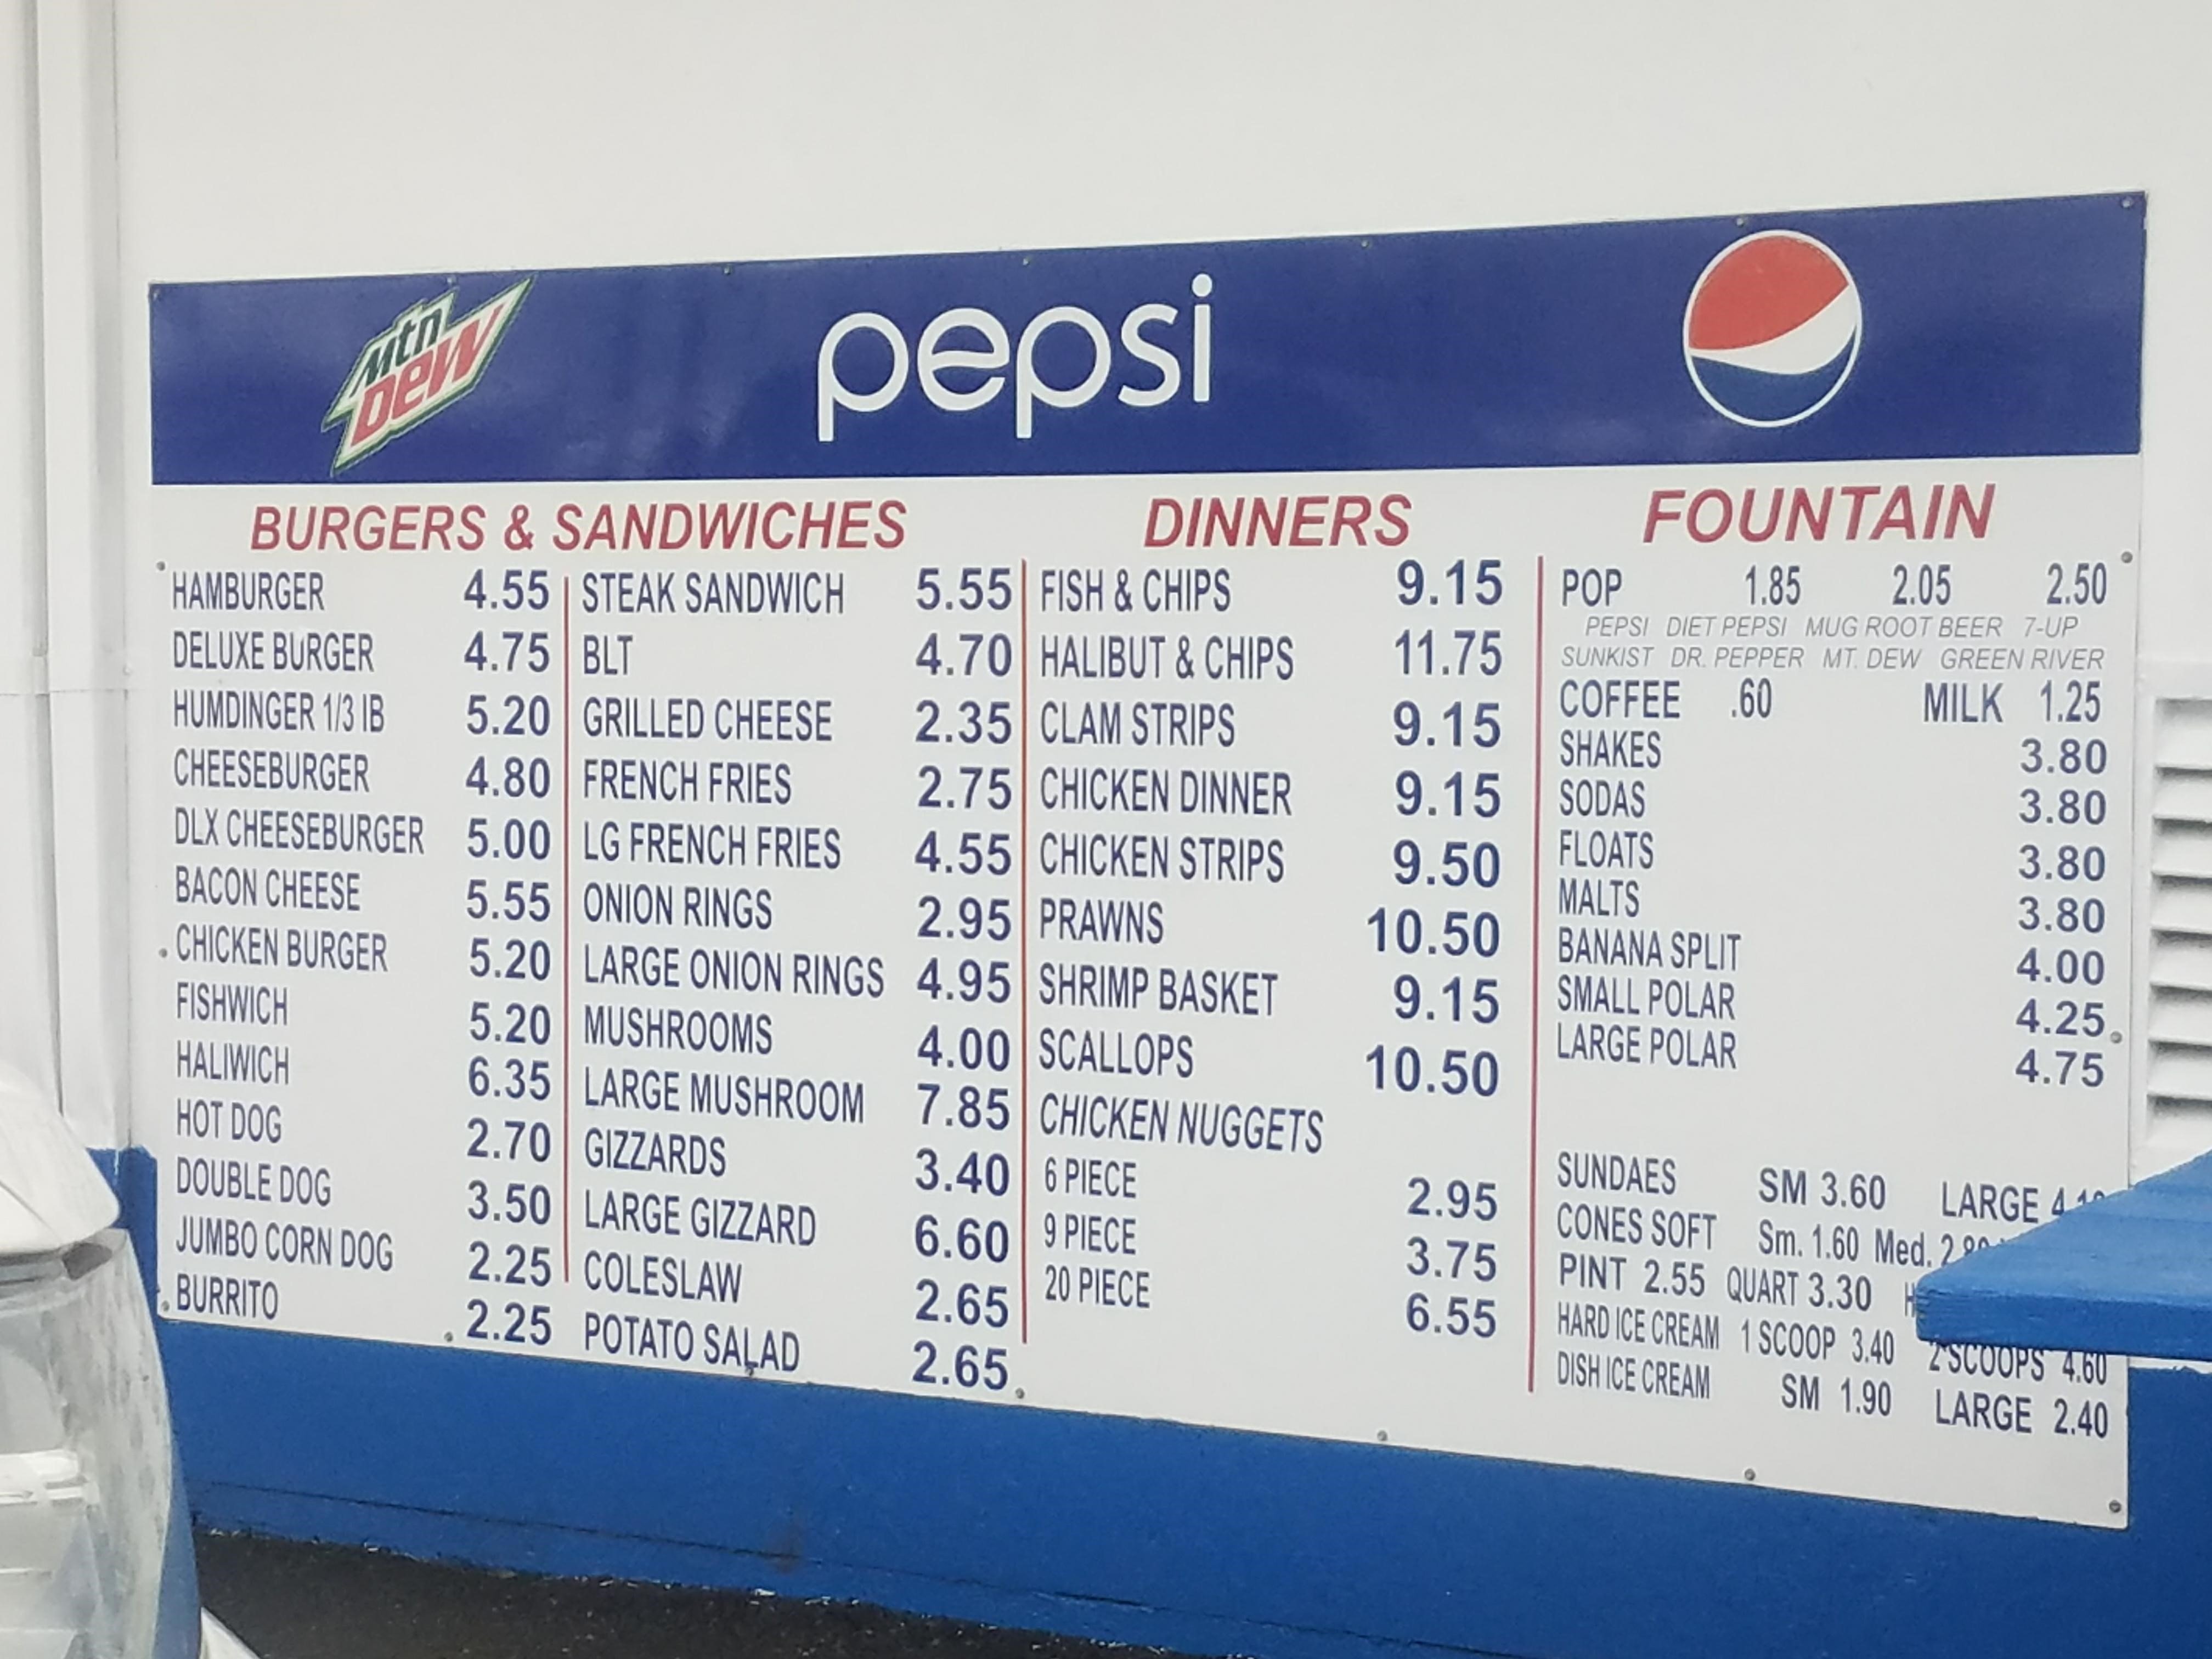 Mtn
Dew
pepsi
BURGERS & SANDWICHES
HAMBURGER 4.55
DELUXE BURGER 4.75
HUMDINGER 1/3 IB 5.20
CHEESEBURGER 4.80
DLX CHEESEBURGER 5.00
BACON CHEESE 5.55
CHICKEN BURGER 5.20
FISHWICH 5.20
HALIWICH 6.35
HOT DOG 2.70
DOUBLE DOG 3.50
JUMBO CORN DOG 2.25
BURRITO 2.25
STEAK SANDWICH 5.55
BLT 4.70
GRILLED CHEESE 2.35
FRENCH FRIES 2.75
LG FRENCH FRIES 4.55
ONION RINGS 2.95
LARGE ONION RINGS 4.95
MUSHROOMS 4.00
LARGE MUSHROOM 7.85
GIZZARDS 3.40
LARGE GIZZARD 6.60
COLESLAW 2.65
POTATO SALAD 2.65
DINNERS
FISH & CHIPS 9.15
HALIBUT & CHIPS 11.75
CLAM STRIPS 9.15
CHICKEN DINNER 9.15
CHICKEN STRIPS 9.50
PRAWNS 10.50
SHRIMP BASKET 9.15
SCALLOPS 10.50
CHICKEN NUGGETS
6 PIECE 2.95
9 PIECE 3.75
20 PIECE 6.55
FOUNTAIN
POP 1.85 2.05 2.50
PEPSI DIET PEPSI MUG ROOT BEER 7-UP
SUNKIST DR. PEPPER MT. DEW GREEN RIVER
COFFEE .60 MILK 1.25
SHAKES 3.80
SODAS 3.80
FLOATS 3.80
MALTS 3.80
BANANA SPLIT 4.00
SMALL POLAR 4.25
LARGE POLAR 4.75
SUNDAES SM 3.60 LARGE
CONES SOFT Sm. 1.60 Med.
PINT 2.55 QUART 3.30
HARD ICE CREAM 1 SCOOP 3.40 2 SCOOPS 4.60
DISH ICE CREAM SM 1.90 LARGE 2.40